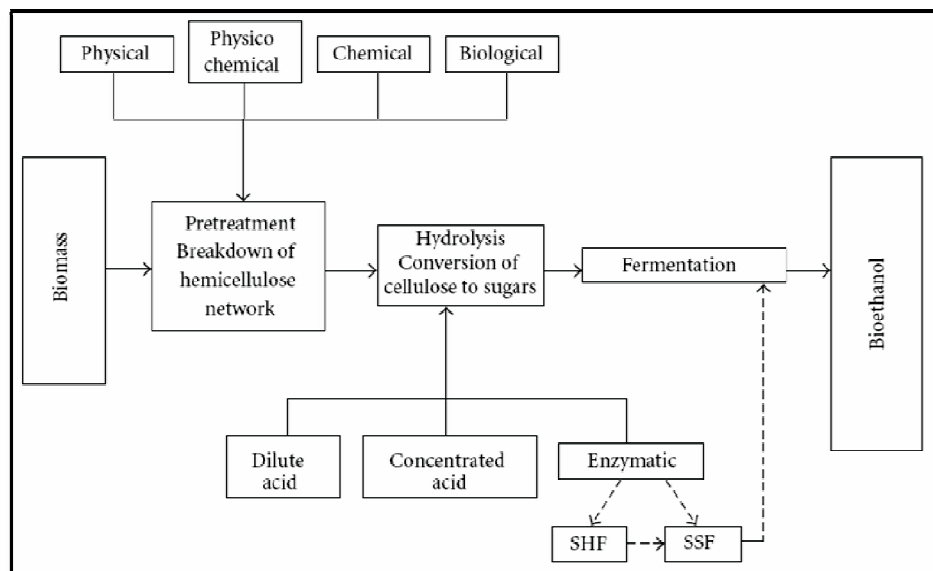 Physical
Physico
chemical
Chemical
Biological
Biomass
Pretreatment
Breakdown of
hemicellulose
network
Hydrolysis
Conversion of
cellulose to sugars
Fermentation
Bioethanol
Dilute
acid
Concentrated
acid
Enzymatic
SHF
SSF